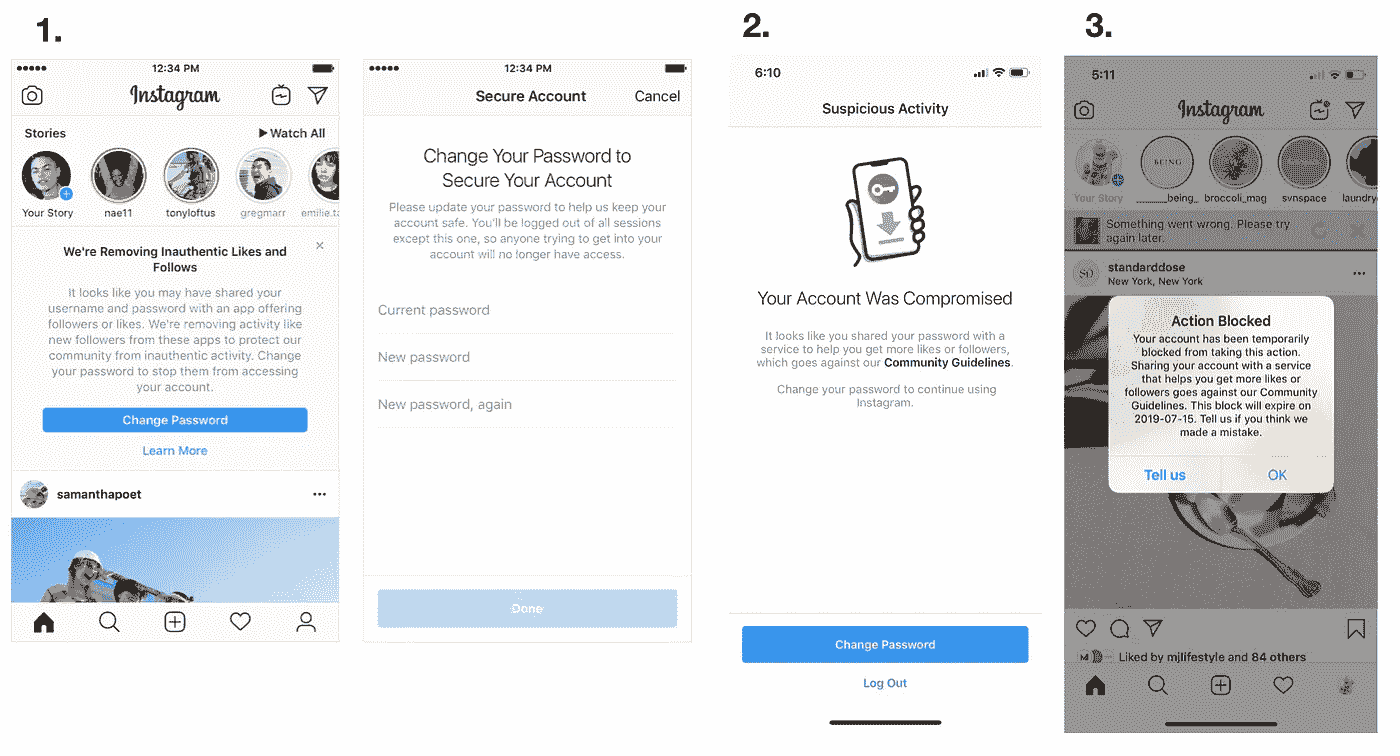 1.
12:34 PM
Instagram
Stories
Watch All
Your Story
nae11
tonyloftus
gregmarr
emilie.ta
We're Removing Inauthentic Likes and
Follows
It looks like you may have shared your
username and password with an app offering
followers or likes. We're removing activity like
new followers from these apps to protect our
community from inauthentic activity. Change
your password to stop them from accessing
your account.
Change Password
Learn More
samanthapoet
12:34 PM
Secure Account
Cancel
Change Your Password to
Secure Your Account
Please update your password to help us keep your
account safe. You'll be logged out of all sessions
except this one, so anyone trying to get into your
account will no longer have access.
Current password
New password
New password, again
Done
2.
6:10
Suspicious Activity
Your Account Was Compromised
It looks like you shared your password with a
service to help you get more likes or followers,
which goes against our Community Guidelines.
Change your password to continue using
Instagram.
Change Password
Log Out
3.
5:11
Instagram
Your Story
BEING
______being_
broccoli_mag
svnspace
laundry
Something went wrong. Please try
again later.
SD
standarddose
New York, New York
Action Blocked
Your account has been temporarily
blocked from taking this action.
Sharing your account with a service
that helps you get more likes or
followers goes against our Community
Guidelines. This block will expire on
2019-07-15. Tell us if you think we
made a mistake.
Tell us
OK
Liked by mjlifestyle and 84 others